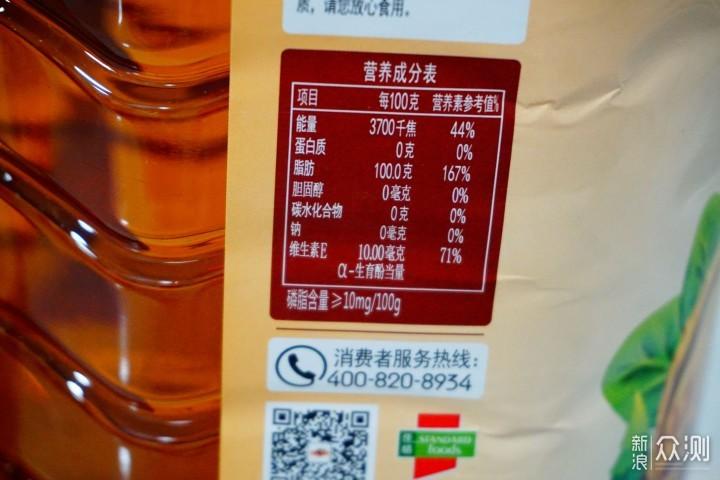 质，请您放心食用。
营养成分表
项目 每100克 营养素参考值%
能量 3700千焦 44%
蛋白质 0克 0%
脂肪 100.0克 167%
胆固醇 0毫克 0%
碳水化合物 0克 0%
钠 0毫克 0%
维生素E 10.00毫克 71%
α-生育酚当量
磷脂含量≥10mg/100g
消费者服务热线:
400-820-8934
STANDARD
foods
新浪 众测